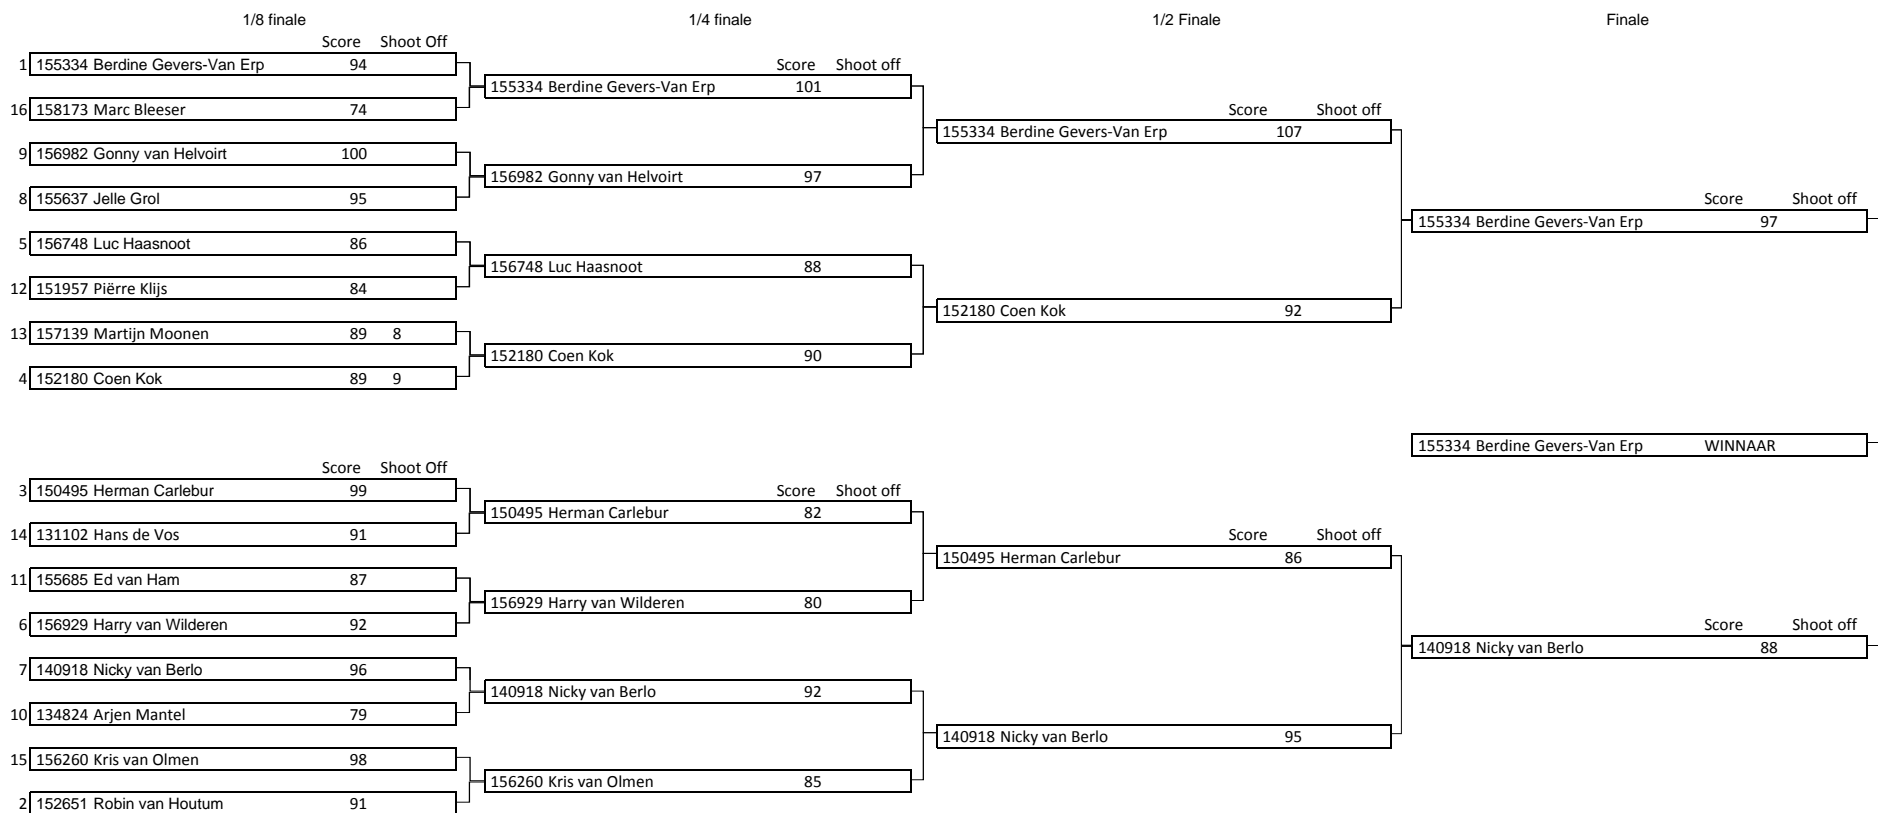 1/8 finale 1/4 finale 1/2 Finale Finale
Score Shoot Off
1 155334 Berdine Gevers-Van Erp 94
Score Shoot off
155334 Berdine Gevers-Van Erp 101
16 158173 Marc Bleeser 74
Score Shoot off
155334 Berdine Gevers-Van Erp 107
9 156982 Gonny van Helvoirt 100
156982 Gonny van Helvoirt 97
8 155637 Jelle Grol 95
Score Shoot off
155334 Berdine Gevers-Van Erp 97
5 156748 Luc Haasnoot 86
156748 Luc Haasnoot 88
12 151957 Piërre Klijs 84
152180 Coen Kok 92
13 157139 Martijn Moonen 89 8
152180 Coen Kok 90
4 152180 Coen Kok 89 9
155334 Berdine Gevers-Van Erp WINNAAR
Score Shoot Off
3 150495 Herman Carlebur 99
Score Shoot off
150495 Herman Carlebur 82
14 131102 Hans de Vos 91
Score Shoot off
150495 Herman Carlebur 86
11 155685 Ed van Ham 87
156929 Harry van Wilderen 80
6 156929 Harry van Wilderen 92
Score Shoot off
140918 Nicky van Berlo 88
7 140918 Nicky van Berlo 96
140918 Nicky van Berlo 92
10 134824 Arjen Mantel 79
140918 Nicky van Berlo 95
15 156260 Kris van Olmen 98
156260 Kris van Olmen 85
2 152651 Robin van Houtum 91